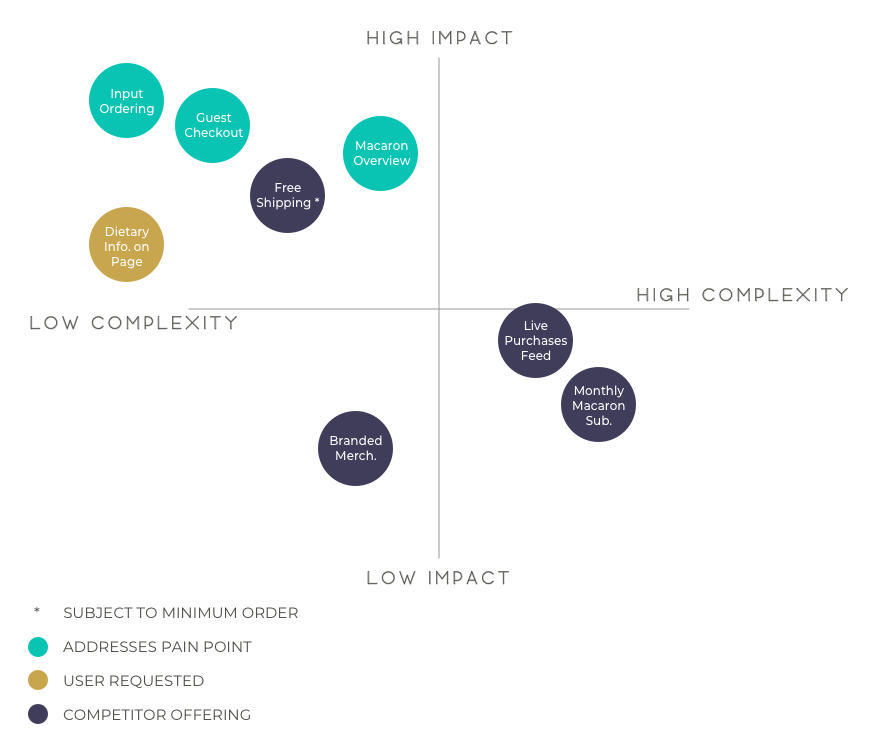 HIGH IMPACT
Input
Ordering
Guest
Checkout
Macaron
Overview
Free
Shipping *
Dietary
Info. on
Page
HIGH COMPLEXITY
LOW COMPLEXITY
Live
Purchases
Feed
Monthly
Macaron
Sub.
Branded
Merch.
LOW IMPACT
* SUBJECT TO MINIMUM ORDER
ADDRESSES PAIN POINT
USER REQUESTED
COMPETITOR OFFERING